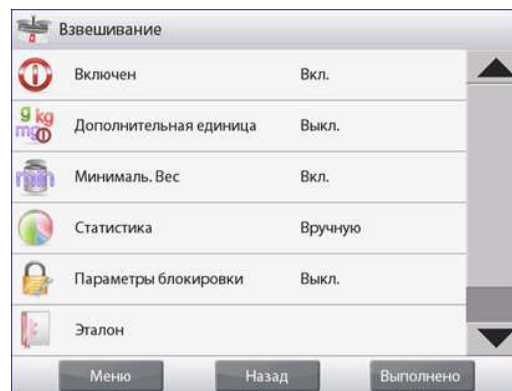 Взвешивание
Включен Вкл.
g kg
mg
Дополнительная единица Выкл.
min
Минималь. Вес Вкл.
Статистика Вручную
Параметры блокировки Выкл.
Эталон
Меню Назад Выполнено